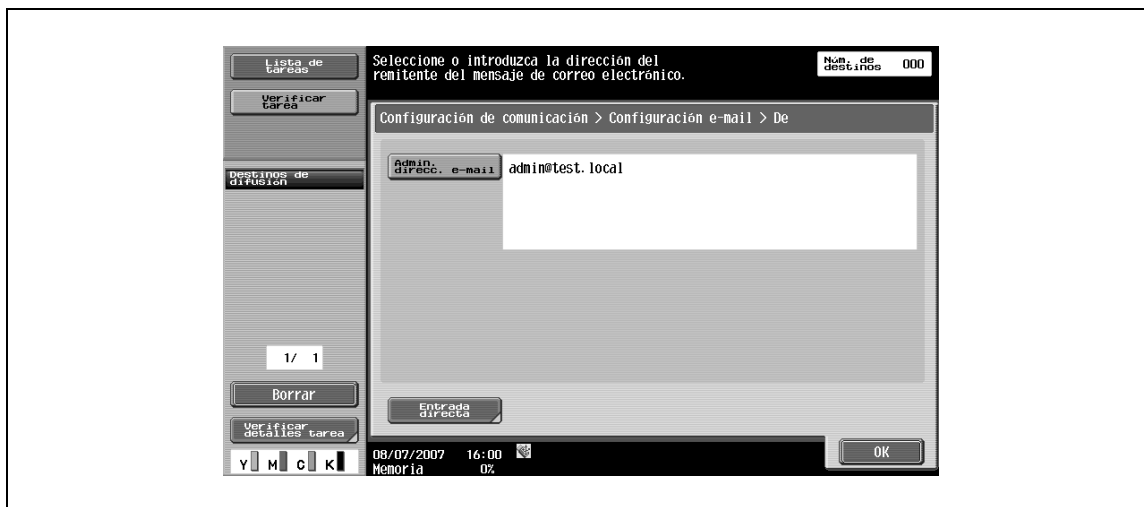 Lista de
tareas
Verificar
tarea
Destinos de
difusión
1/ 1
Borrar
Verificar
detalles tarea
Y M C K
Seleccione o introduzca la dirección del
remitente del mensaje de correo electrónico.
Núm. de
destinos 000
Configuración de comunicación > Configuración e-mail > De
Admin.
direcc. e-mail
admin@test.local
Entrada
directa
08/07/2007 16:00
Memoria 0%
OK